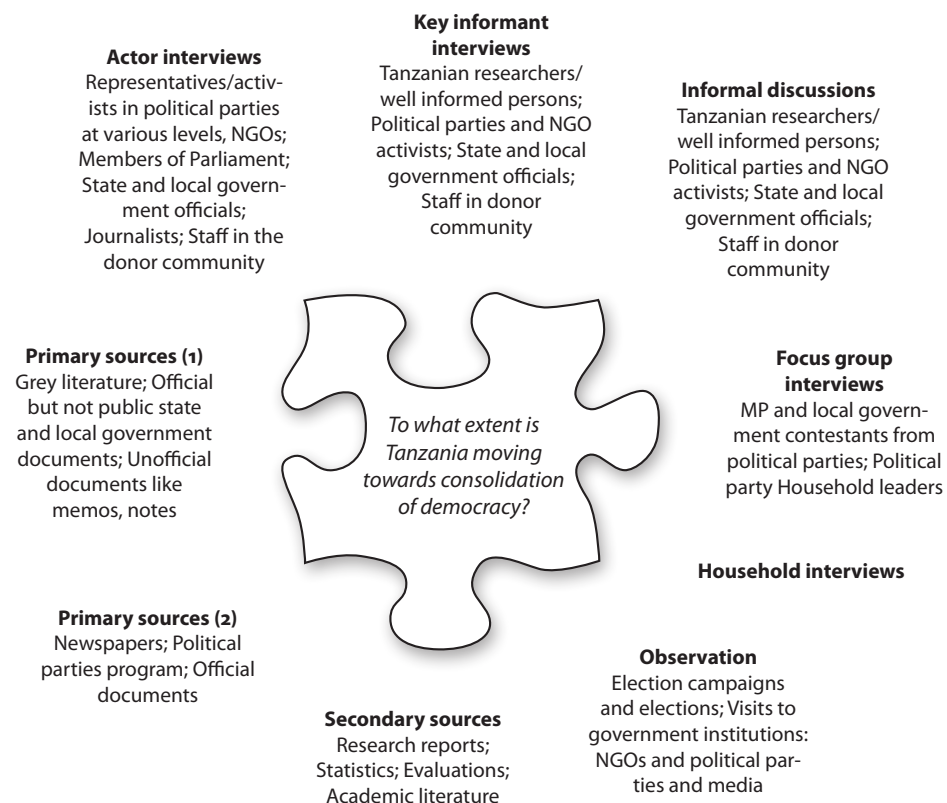 Key informant
interviews
Tanzanian researchers/
well informed persons;
Political parties and NGO
activists; State and local
government officials;
Staff in donor
community
Actor interviews
Representatives/activ-
ists in political parties
at various levels, NGOs;
Members of Parliament;
State and local govern-
ment officials;
Journalists; Staff in the
donor community
Informal discussions
Tanzanian researchers/
well informed persons;
Political parties and NGO
activists; State and local
government officials;
Staff in donor
community
Primary sources (1)
Grey literature; Official
but not public state
and local government
documents; Unofficial
documents like
memos, notes
To what extent is
Tanzania moving
towards consolidation
of democracy?
Focus group
interviews
MP and local govern-
ment contestants from
political parties; Political
party Household leaders
Household interviews
Primary sources (2)
Newspapers; Political
parties program; Official
documents
Secondary sources
Research reports;
Statistics; Evaluations;
Academic literature
Observation
Election campaigns
and elections; Visits to
government institutions:
NGOs and political par-
ties and media